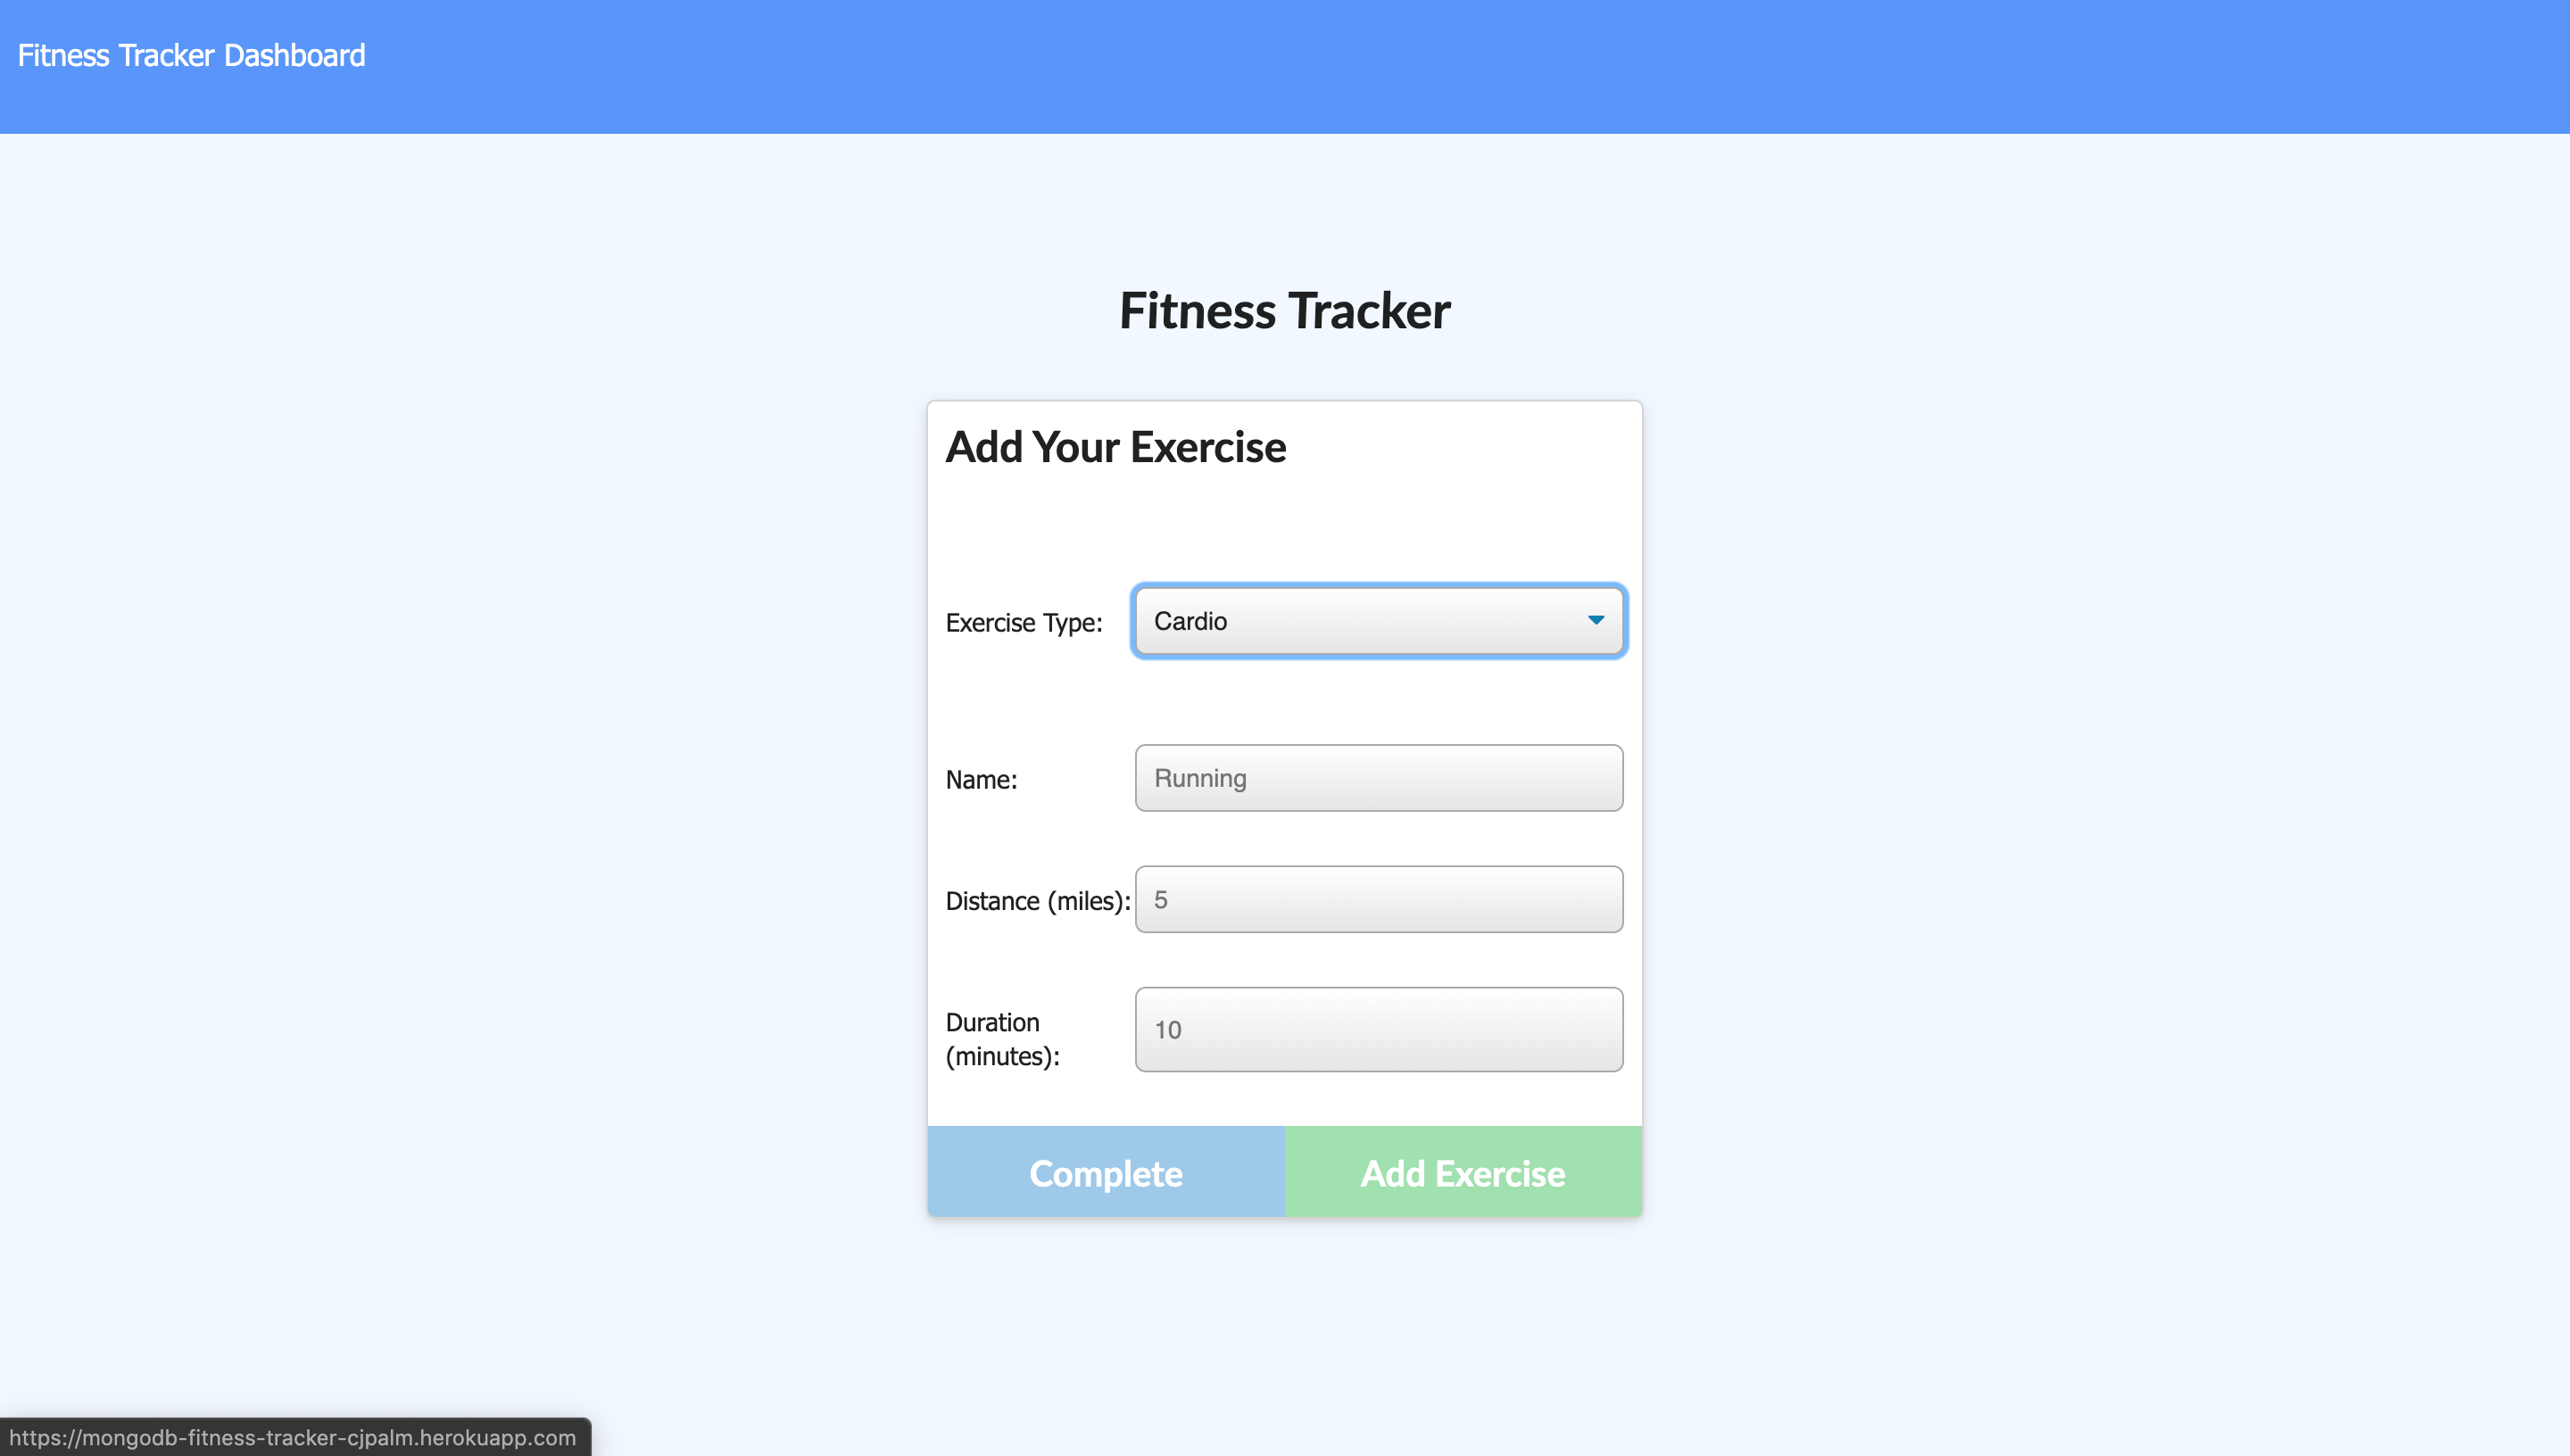 Fitness Tracker Dashboard
Fitness Tracker
Add Your Exercise
Exercise Type: Cardio
Name: Running
Distance (miles): 5
Duration
(minutes): 10
Complete Add Exercise
https://mongodb-fitness-tracker-cjpalm.herokuapp.com